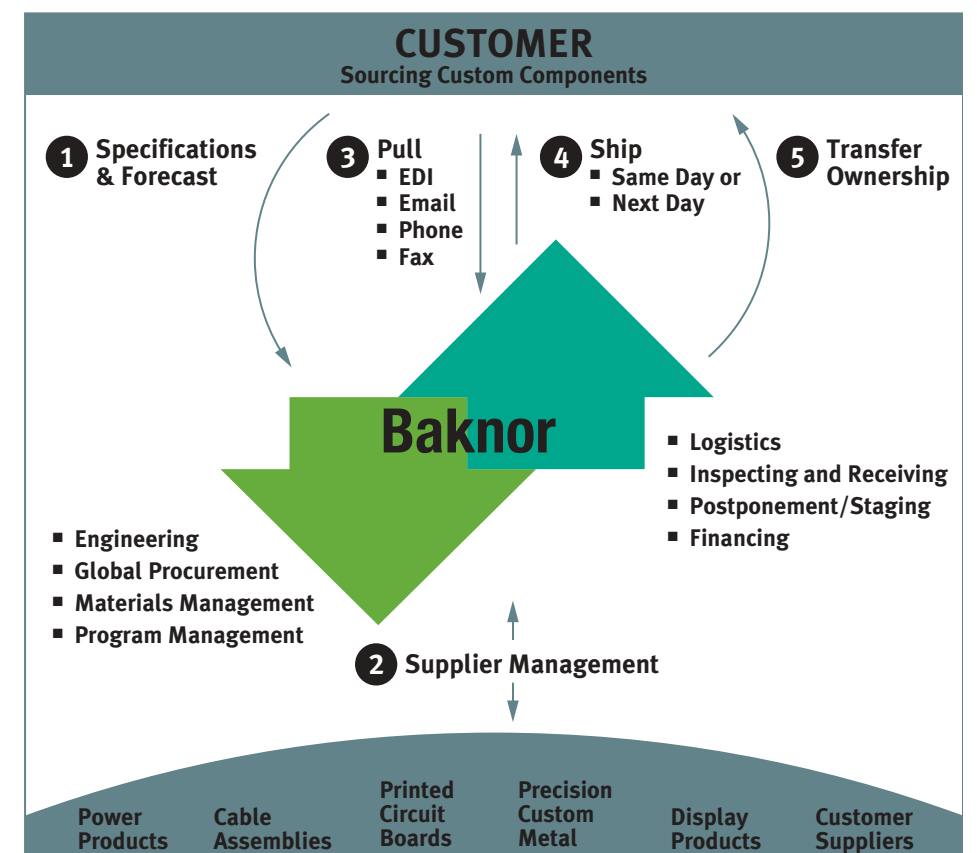 CUSTOMER
Sourcing Custom Components
1 Specifications
& Forecast
3 Pull
■ EDI
■ Email
■ Phone
■ Fax
4 Ship
■ Same Day or
■ Next Day
5 Transfer
Ownership
Baknor
■ Logistics
■ Inspecting and Receiving
■ Postponement/Staging
■ Financing
■ Engineering
■ Global Procurement
■ Materials Management
■ Program Management
2 Supplier Management
Power
Products
Cable
Assemblies
Printed
Circuit
Boards
Precision
Custom
Metal
Display
Products
Customer
Suppliers